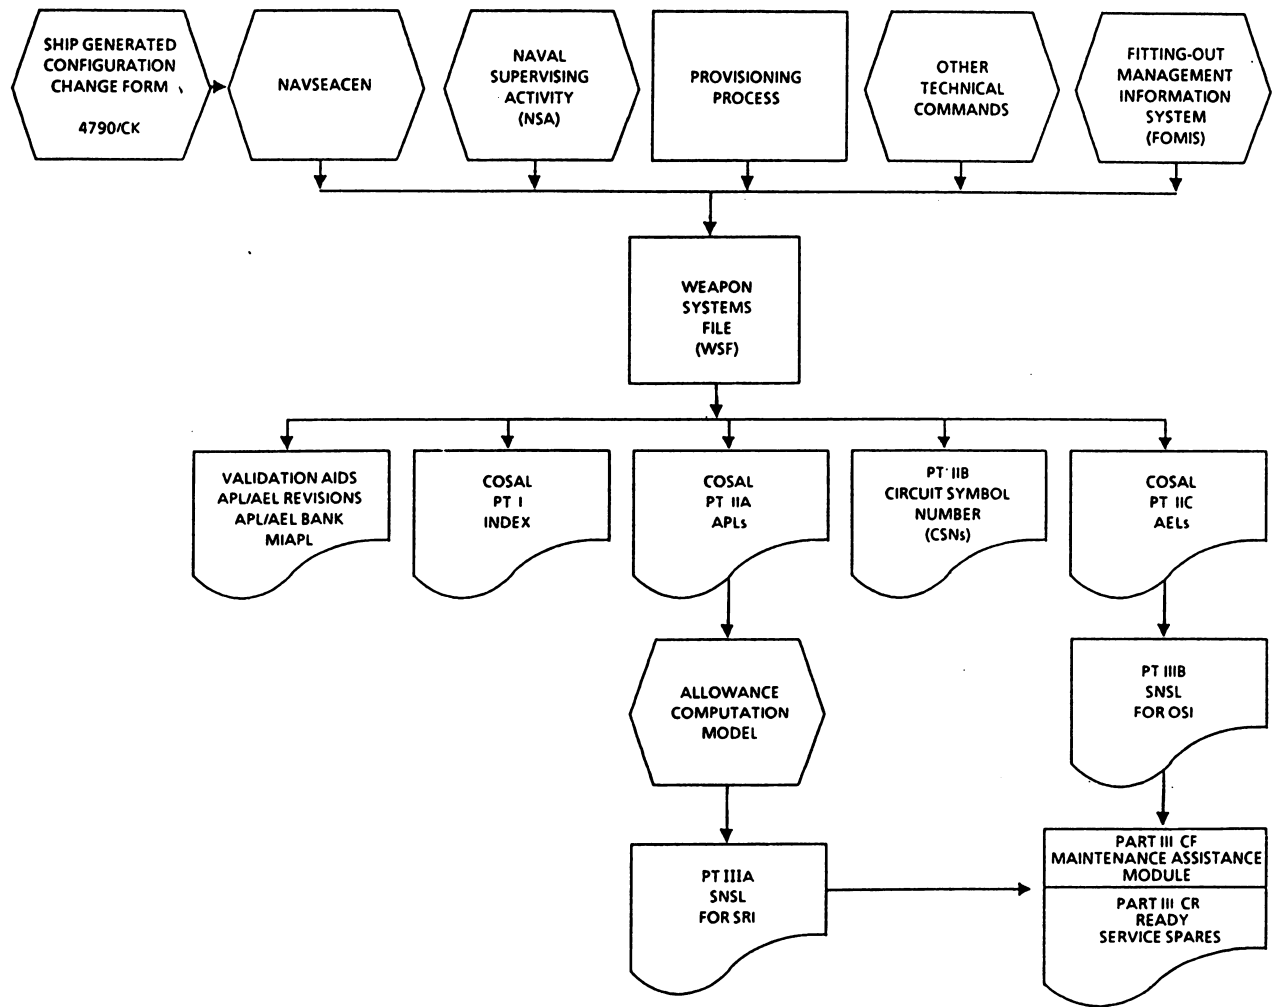 SHIP GENERATED
CONFIGURATION
CHANGE FORM
4790/CK
NAVSEACEN
NAVAL
SUPERVISING
ACTIVITY
(NSA)
PROVISIONING
PROCESS
OTHER
TECHNICAL
COMMANDS
FITTING-OUT
MANAGEMENT
INFORMATION
SYSTEM
(FOMIS)
WEAPON
SYSTEMS
FILE
(WSF)
VALIDATION AIDS
APL/AEL REVISIONS
APL/AEL BANK
MIAPL
COSAL
PT I
INDEX
COSAL
PT IIA
APLs
PT IIB
CIRCUIT SYMBOL
NUMBER
(CSNs)
COSAL
PT IIC
AELs
ALLOWANCE
COMPUTATION
MODEL
PT IIIB
SNSL
FOR OSI
PT IIIA
SNSL
FOR SRI
PART III CF
MAINTENANCE ASSISTANCE
MODULE
PART III CR
READY
SERVICE SPARES